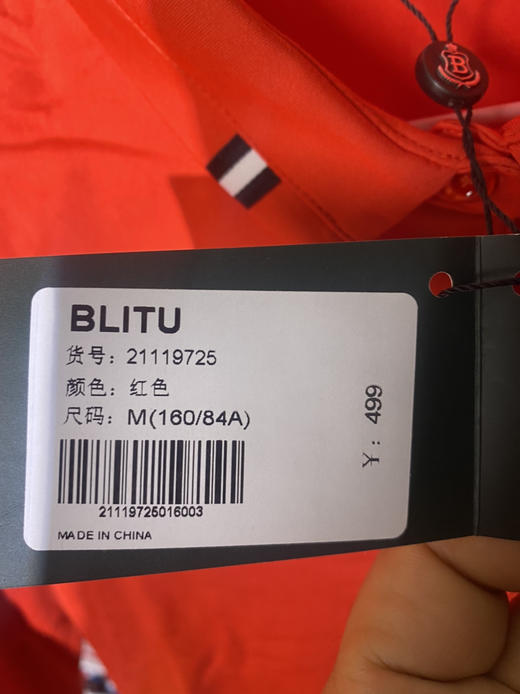 B
BLITU
货号：21119725
颜色：红色
尺码：M(160/84A)
￥：499
21119725016003
MADE IN CHINA